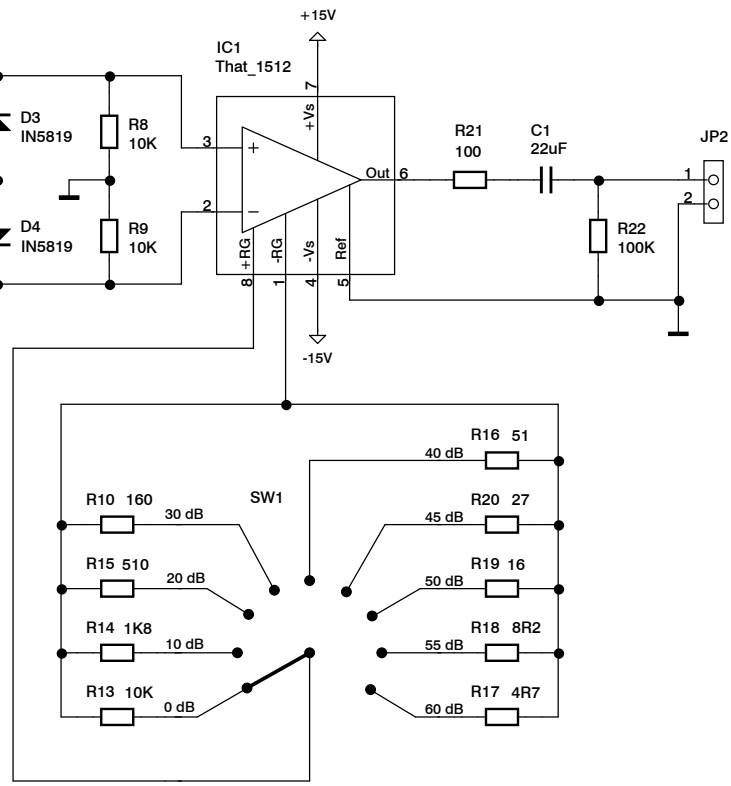 +15V
IC1
That_1512
7
+Vs
D3
IN5819
R8
10K
3
+
R21
100
C1
22uF
JP2
Out 6
1
2
2
−
D4
IN5819
R9
10K
R22
100K
+RG
-RG
-Vs
Ref
8
1
4
5
-15V
R16 51
40 dB
SW1
R10 160
30 dB
R20 27
45 dB
R15 510
20 dB
R19 16
50 dB
R14 1K8
10 dB
R18 8R2
55 dB
R13 10K
0 dB
R17 4R7
60 dB